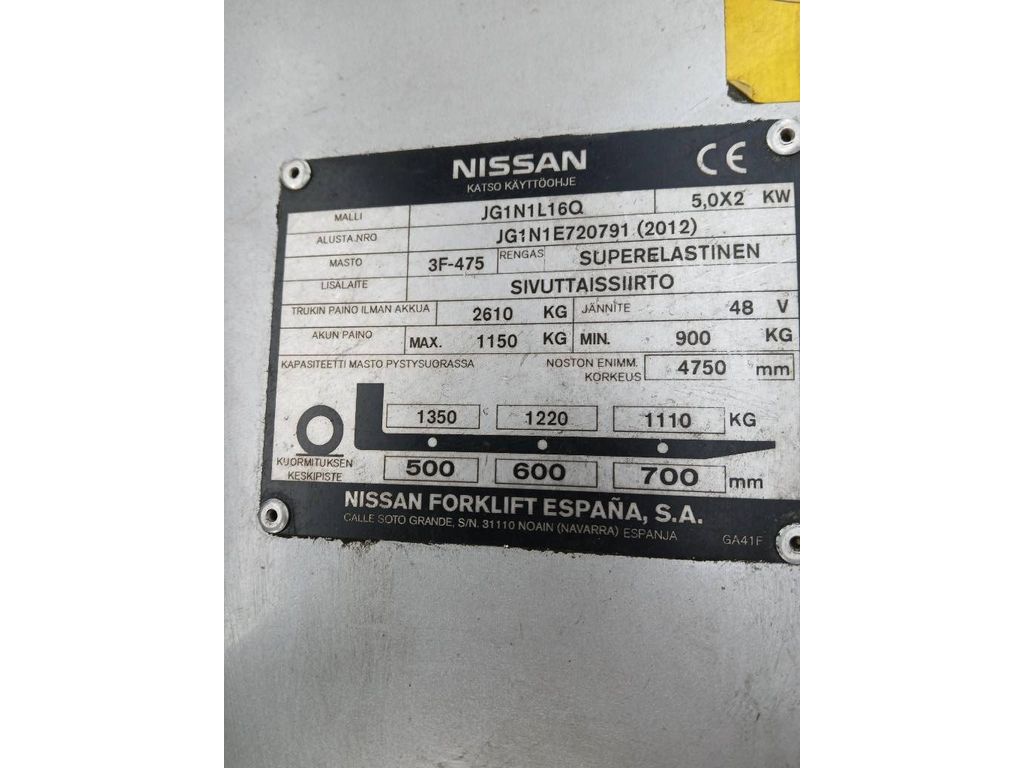 NISSAN CE
KATSO KÄYTTÖOHJE
MALLI JG1N1L16Q 5,0X2 KW
ALUSTA.NRO JG1N1E720791 (2012)
MASTO 3F-475 RENGAS SUPERELASTINEN
LISÄLAITE SIVUTTAISSIIRTO
TRUKIN PAINO ILMAN AKKUA 2610 KG JÄNNITE 48 V
AKUN PAINO MAX. 1150 KG MIN. 900 KG
KAPASITEETTI MASTO PYSTYSUORASSA NOSTON ENIMM. KORKEUS 4750 mm
1350 1220 1110 KG
KUORMITUKSEN KESKIPISTE 500 600 700 mm
NISSAN FORKLIFT ESPAÑA, S.A.
CALLE SOTO GRANDE, S/N. 31110 NOAIN (NAVARRA) ESPANJA GA41F